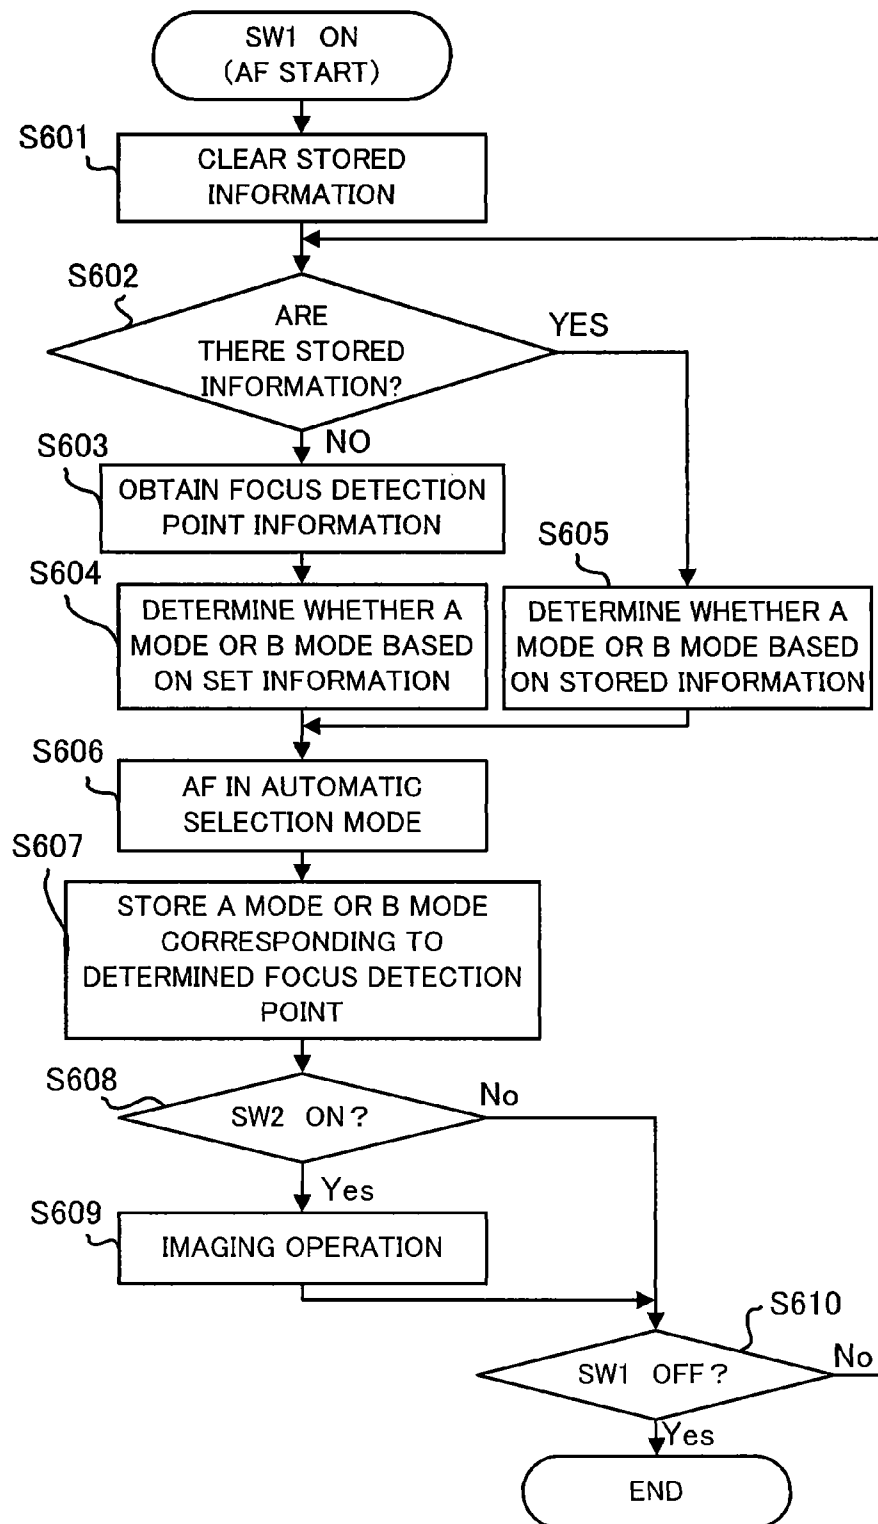 SW1 ON
(AF START)
S601
CLEAR STORED
INFORMATION
S602
ARE
THERE STORED
INFORMATION?
YES
NO
S603
OBTAIN FOCUS DETECTION
POINT INFORMATION
S604
DETERMINE WHETHER A
MODE OR B MODE BASED
ON SET INFORMATION
S605
DETERMINE WHETHER A
MODE OR B MODE BASED
ON STORED INFORMATION
S606
AF IN AUTOMATIC
SELECTION MODE
S607
STORE A MODE OR B MODE
CORRESPONDING TO
DETERMINED FOCUS DETECTION
POINT
S608
SW2 ON?
No
Yes
S609
IMAGING OPERATION
S610
SW1 OFF?
No
Yes
END